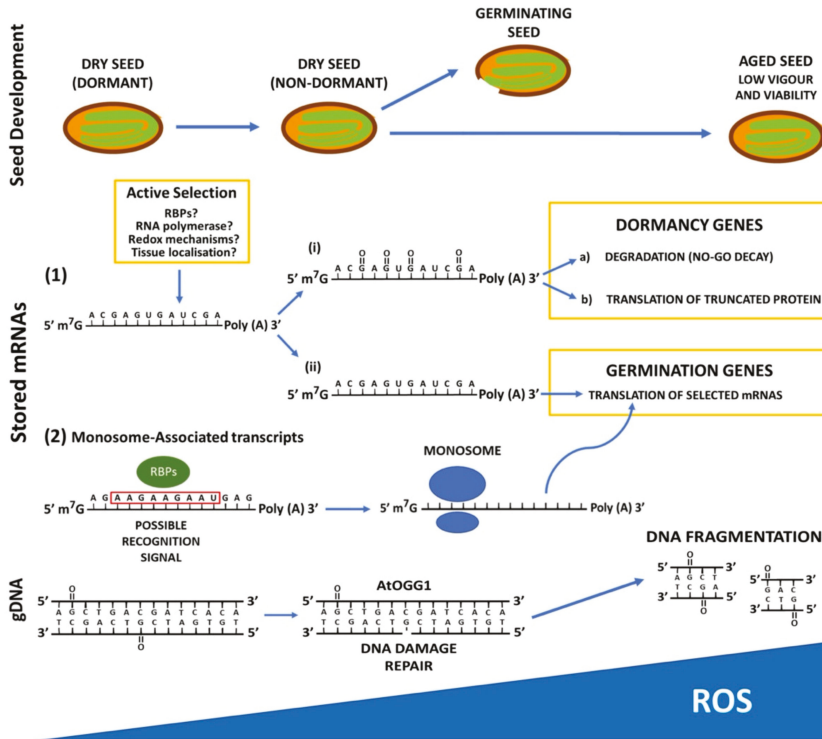 Seed Development
DRY SEED
(DORMANT)
DRY SEED
(NON-DORMANT)
GERMINATING
SEED
AGED SEED
LOW VIGOUR
AND VIABILITY
Stored mRNAs
Active Selection
RBPs?
RNA polymerase?
Redox mechanisms?
Tissue localisation?
(1)
A C G A G U G A U C G A
5' m7G Poly (A) 3'
(i)
O O O O
A C G A G U G A U C G A
5' m7G Poly (A) 3'
DORMANCY GENES
a) DEGRADATION (NO-GO DECAY)
b) TRANSLATION OF TRUNCATED PROTEIN
(ii)
A C G A G U G A U C G A
5' m7G Poly (A) 3'
GERMINATION GENES
TRANSLATION OF SELECTED mRNAS
(2) Monosome-Associated transcripts
RBPs
A G A A G A A G A A U G A G
5' m7G Poly (A) 3'
POSSIBLE
RECOGNITION
SIGNAL
MONOSOME
5' m7G Poly (A) 3'
gDNA
O
5' 3'
A G C T G A C G A T C A C A
T C G A C T G C T A G T G T
3' 5'
O
AtOGG1
O
5' 3'
A G C T G A C G A T C A C A
T C G A C T G C T A G T G T
3' 5'
DNA DAMAGE
REPAIR
DNA FRAGMENTATION
O
5' 3'
A G C T
T C G A
3' 5'
O
O
5' 3'
G A C G
C T G C
3' 5'
O
ROS